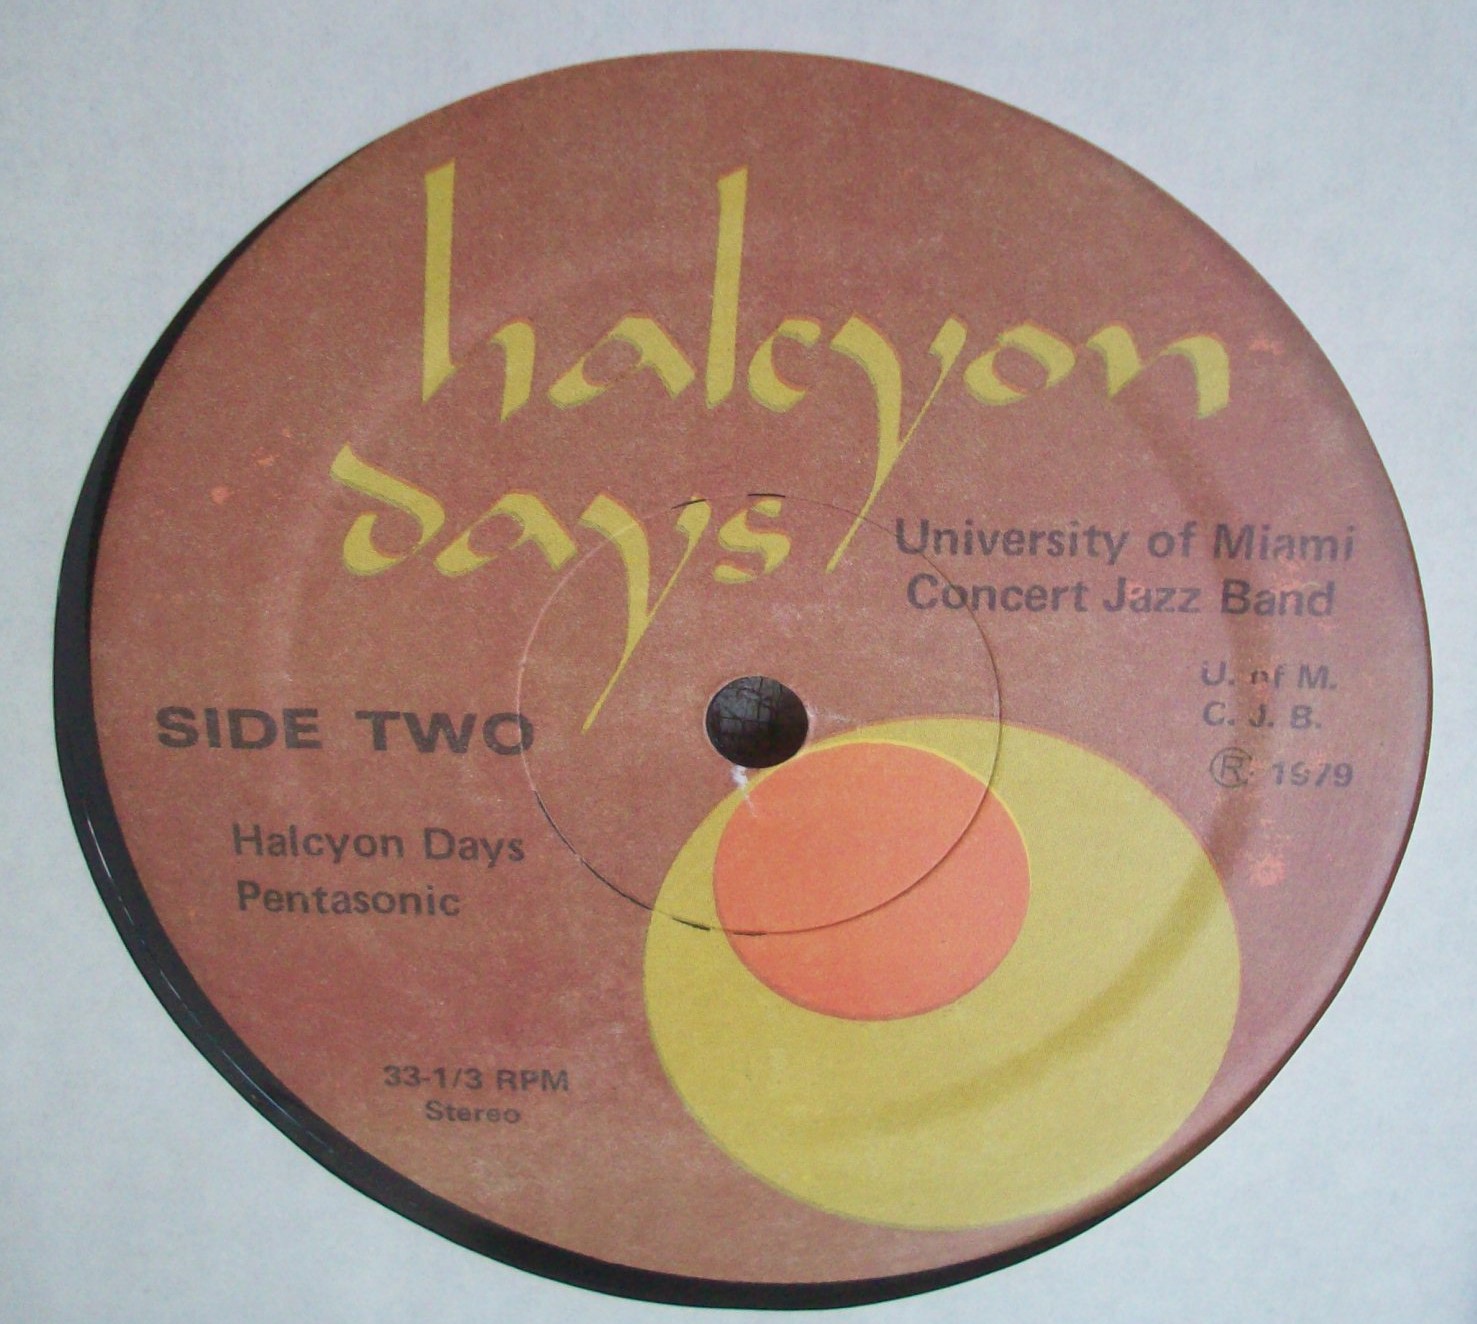 halcyon
days
University of Miami
Concert Jazz Band
U. of M.
C. J. B.
Ⓡ 1979
SIDE TWO
Halcyon Days
Pentasonic
33-1/3 RPM
Stereo